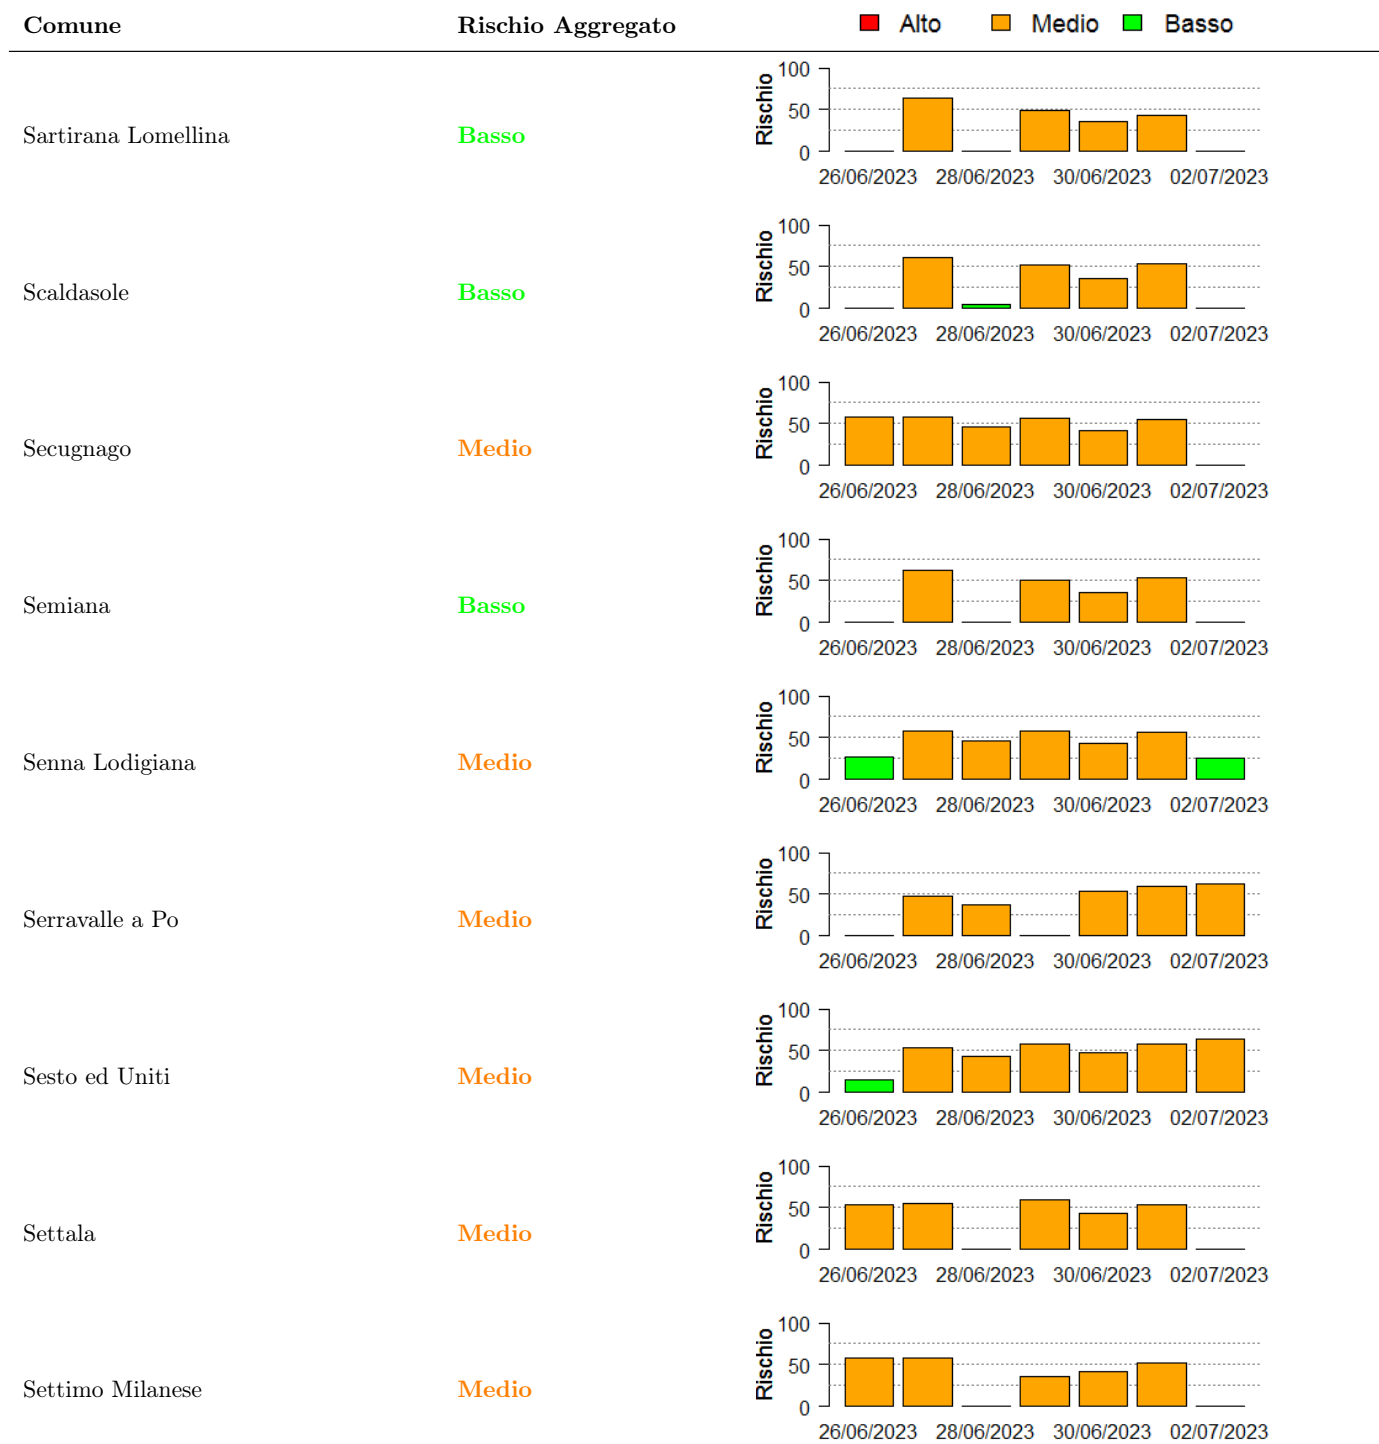 Comune Rischio Aggregato Alto Medio Basso
Sartirana Lomellina Basso
Rischio
100
50
0
26/06/2023 28/06/2023 30/06/2023 02/07/2023
Scaldasole Basso
Rischio
100
50
0
26/06/2023 28/06/2023 30/06/2023 02/07/2023
Secugnago Medio
Rischio
100
50
0
26/06/2023 28/06/2023 30/06/2023 02/07/2023
Semiana Basso
Rischio
100
50
0
26/06/2023 28/06/2023 30/06/2023 02/07/2023
Senna Lodigiana Medio
Rischio
100
50
0
26/06/2023 28/06/2023 30/06/2023 02/07/2023
Serravalle a Po Medio
Rischio
100
50
0
26/06/2023 28/06/2023 30/06/2023 02/07/2023
Sesto ed Uniti Medio
Rischio
100
50
0
26/06/2023 28/06/2023 30/06/2023 02/07/2023
Settala Medio
Rischio
100
50
0
26/06/2023 28/06/2023 30/06/2023 02/07/2023
Settimo Milanese Medio
Rischio
100
50
0
26/06/2023 28/06/2023 30/06/2023 02/07/2023